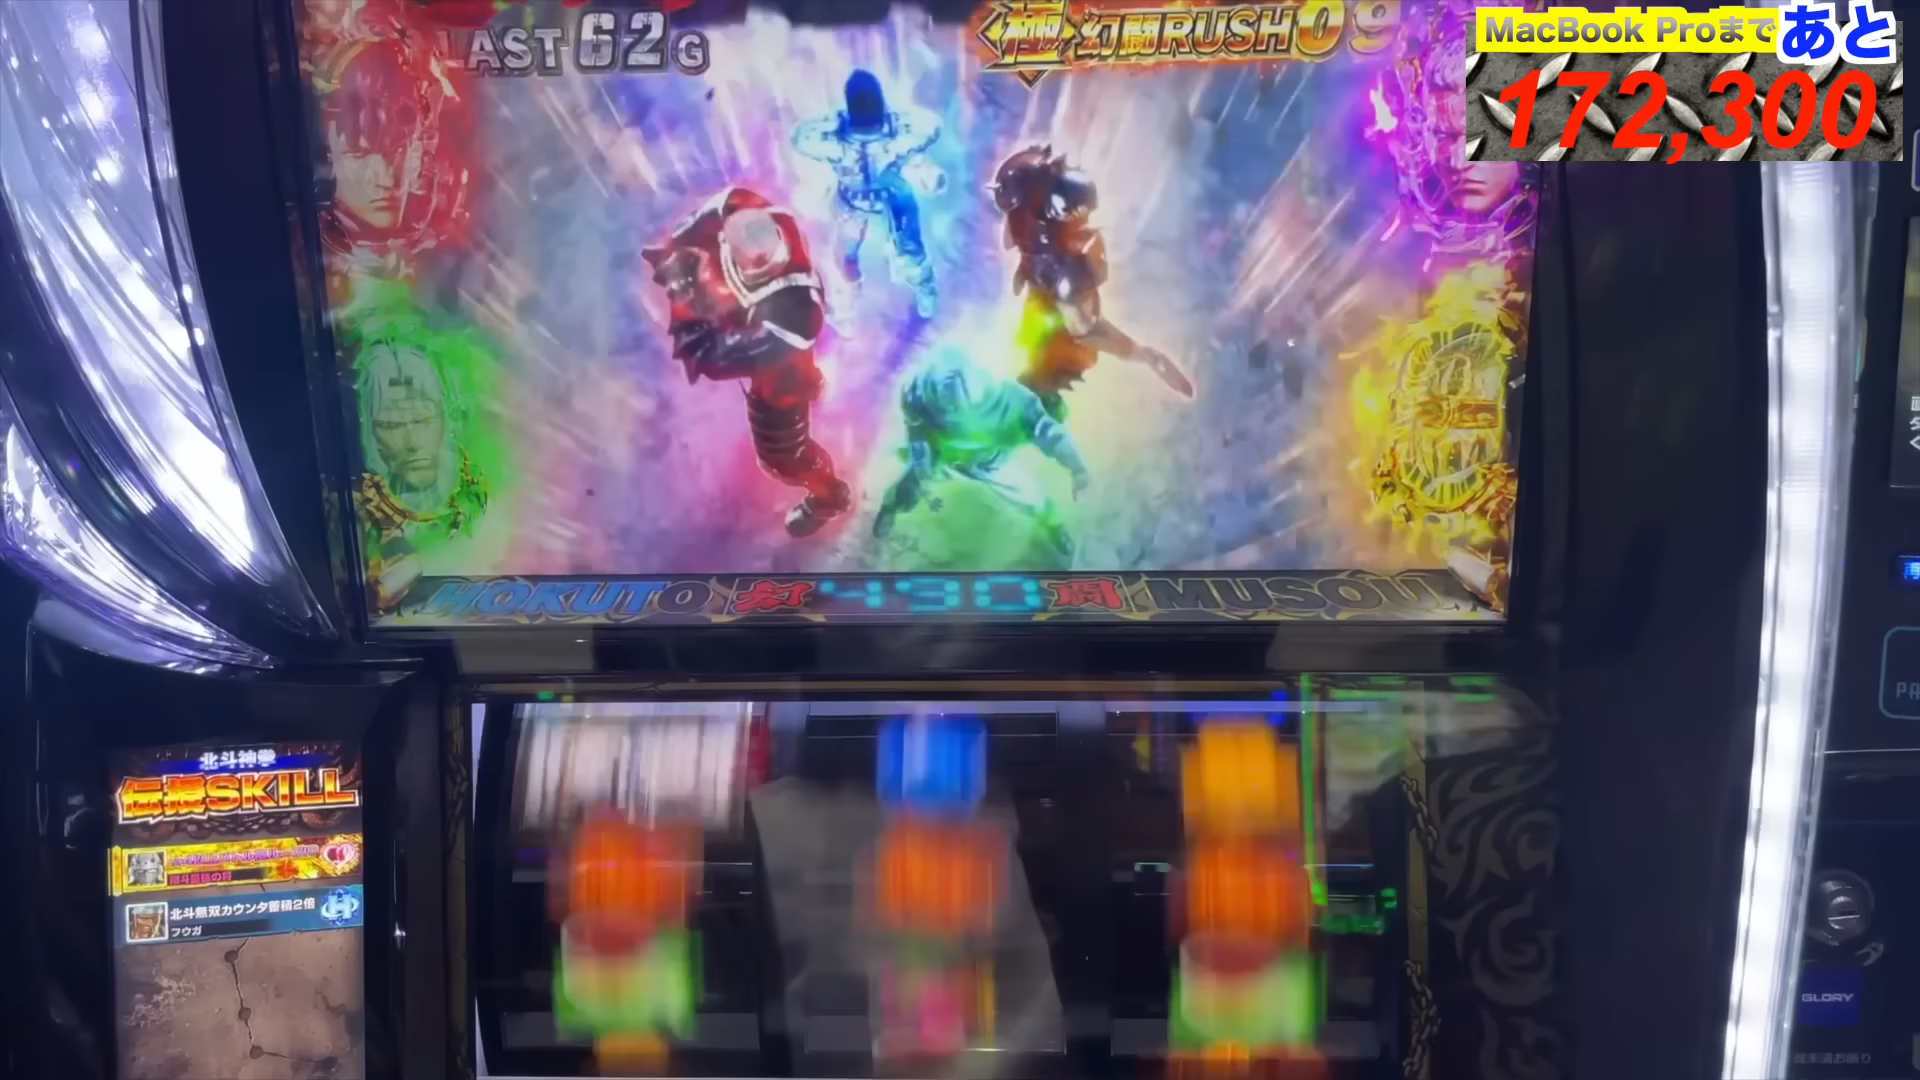 LAST 62G
極 幻闘RUSH 09
MacBook Proまで あと
172,300
HOKUTO 幻 490 闘 MUSOU
北斗神拳
伝授SKILL
北斗無双カウンタ蓄積2倍
フウガ
GLORY